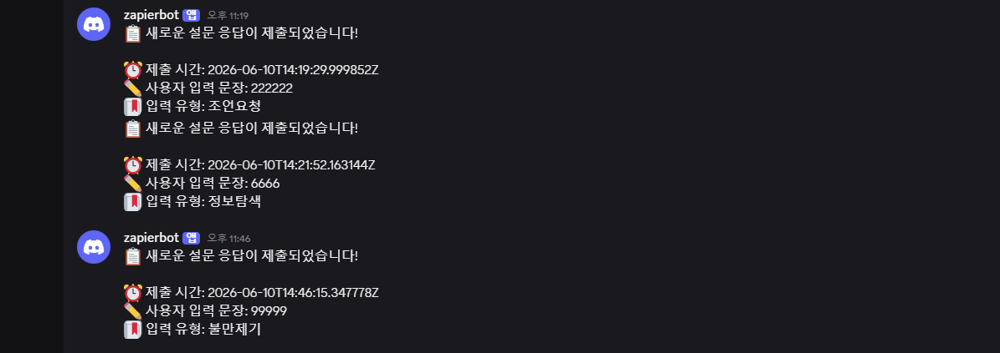 zapierbot 앱 오후 11:19
📋 새로운 설문 응답이 제출되었습니다!
⏰ 제출 시간: 2026-06-10T14:19:29.999852Z
✏️ 사용자 입력 문장: 222222
🔖 입력 유형: 조언요청
📋 새로운 설문 응답이 제출되었습니다!
⏰ 제출 시간: 2026-06-10T14:21:52.163144Z
✏️ 사용자 입력 문장: 6666
🔖 입력 유형: 정보탐색
zapierbot 앱 오후 11:46
📋 새로운 설문 응답이 제출되었습니다!
⏰ 제출 시간: 2026-06-10T14:46:15.347778Z
✏️ 사용자 입력 문장: 99999
🔖 입력 유형: 불만제기